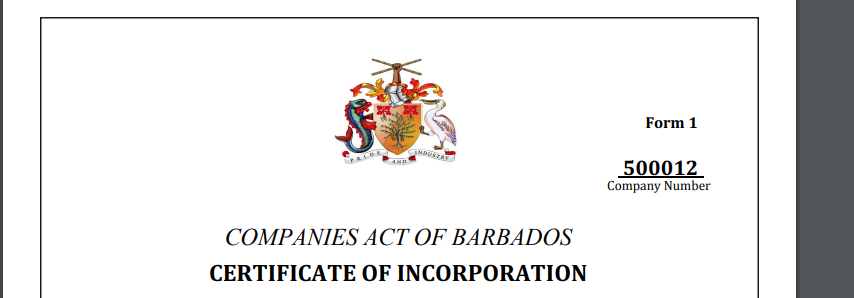 PRIDE AND INDUSTRY
Form 1
500012
Company Number
COMPANIES ACT OF BARBADOS
CERTIFICATE OF INCORPORATION